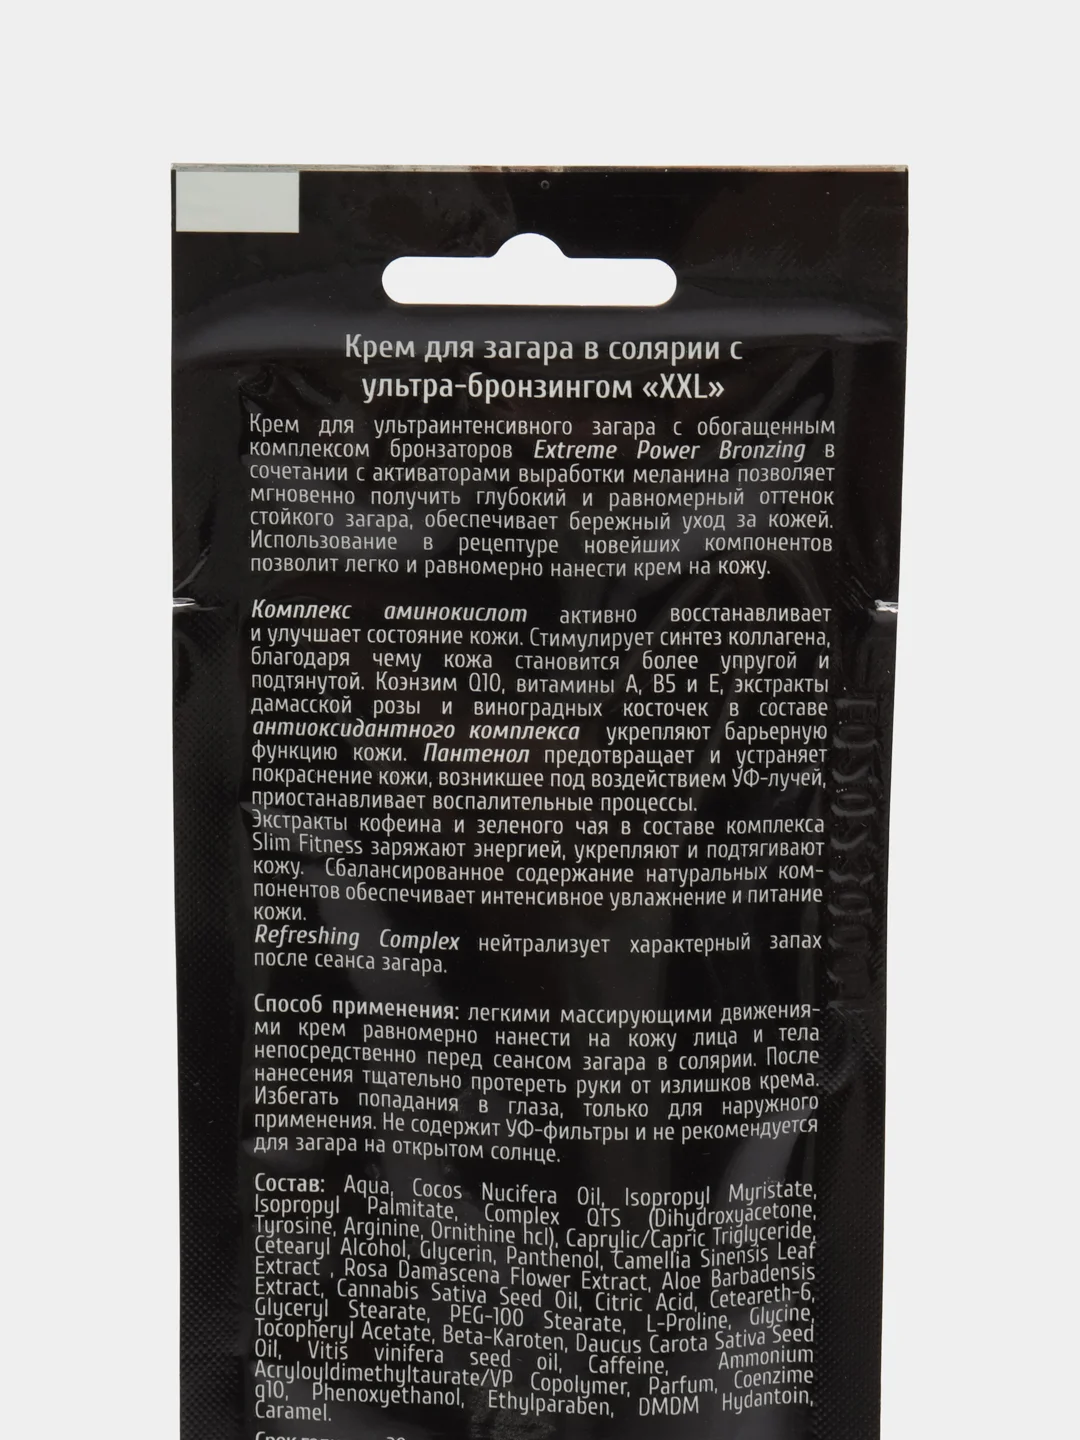 Крем для загара в солярии с
ультра-бронзингом «XXL»
Крем для ультраинтенсивного загара с обогащенным
комплексом бронзаторов Extreme Power Bronzing в
сочетании с активаторами выработки меланина позволяет
мгновенно получить глубокий и равномерный оттенок
стойкого загара, обеспечивает бережный уход за кожей.
Использование в рецептуре новейших компонентов
позволит легко и равномерно нанести крем на кожу.
Комплекс аминокислот активно восстанавливает
и улучшает состояние кожи. Стимулирует синтез коллагена,
благодаря чему кожа становится более упругой и
подтянутой. Коэнзим Q10, витамины А, В5 и Е, экстракты
дамасской розы и виноградных косточек в составе
антиоксидантного комплекса укрепляют барьерную
функцию кожи. Пантенол предотвращает и устраняет
покраснение кожи, возникшее под воздействием УФ-лучей,
приостанавливает воспалительные процессы.
Экстракты кофеина и зеленого чая в составе комплекса
Slim Fitness заряжают энергией, укрепляют и подтягивают
кожу. Сбалансированное содержание натуральных ком-
понентов обеспечивает интенсивное увлажнение и питание
кожи.
Refreshing Complex нейтрализует характерный запах
после сеанса загара.
Способ применения: легкими массирующими движения-
ми крем равномерно нанести на кожу лица и тела
непосредственно перед сеансом загара в солярии. После
нанесения тщательно протереть руки от излишков крема.
Избегать попадания в глаза, только для наружного
применения. Не содержит УФ-фильтры и не рекомендуется
для загара на открытом солнце.
Состав: Aqua, Cocos Nucifera Oil, Isopropyl Myristate,
Isopropyl Palmitate, Complex QTS (Dihydroxyacetone,
Tyrosine, Arginine, Ornithine hcl), Caprylic/Capric Triglyceride,
Cetearyl Alcohol, Glycerin, Panthenol, Camellia Sinensis Leaf
Extract , Rosa Damascena Flower Extract, Aloe Barbadensis
Extract, Cannabis Sativa Seed Oil, Citric Acid, Ceteareth-6,
Glyceryl Stearate, PEG-100 Stearate, L-Proline, Glycine,
Tocopheryl Acetate, Beta-Karoten, Daucus Carota Sativa Seed
Oil, Vitis vinifera seed oil, Caffeine, Ammonium
Acryloyldimethyltaurate/VP Copolymer, Parfum, Coenzime
q10, Phenoxyethanol, Ethylparaben, DMDM Hydantoin,
Caramel.